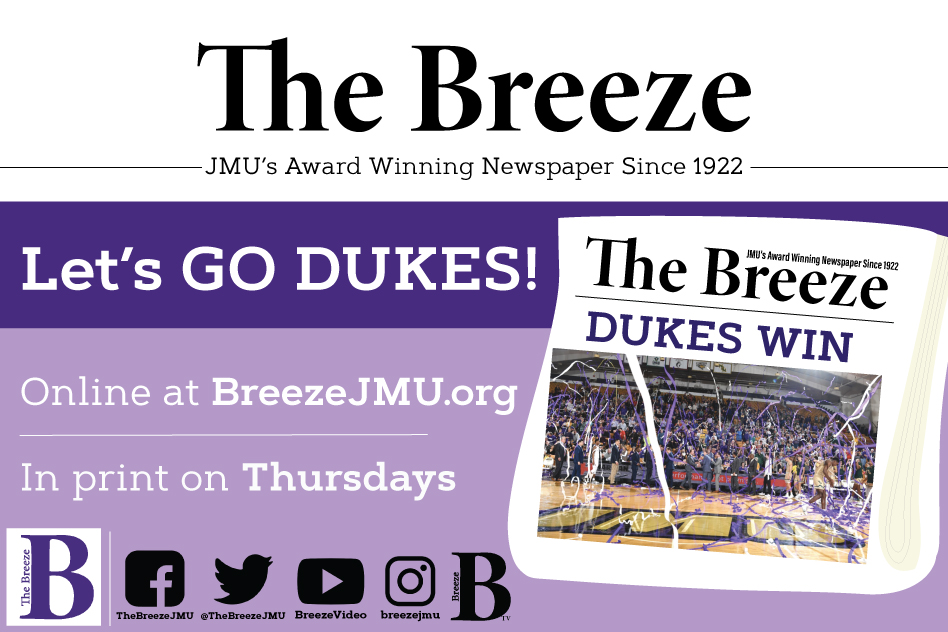 The Breeze
JMU's Award Winning Newspaper Since 1922
Let's GO DUKES!
The Breeze
JMU's Award Winning Newspaper Since 1922
DUKES WIN
Online at BreezeJMU.org
In print on Thursdays
The Breeze
B
TheBreezeJMU
@TheBreezeJMU
BreezeVideo
breezejmu
Breeze
B
TV